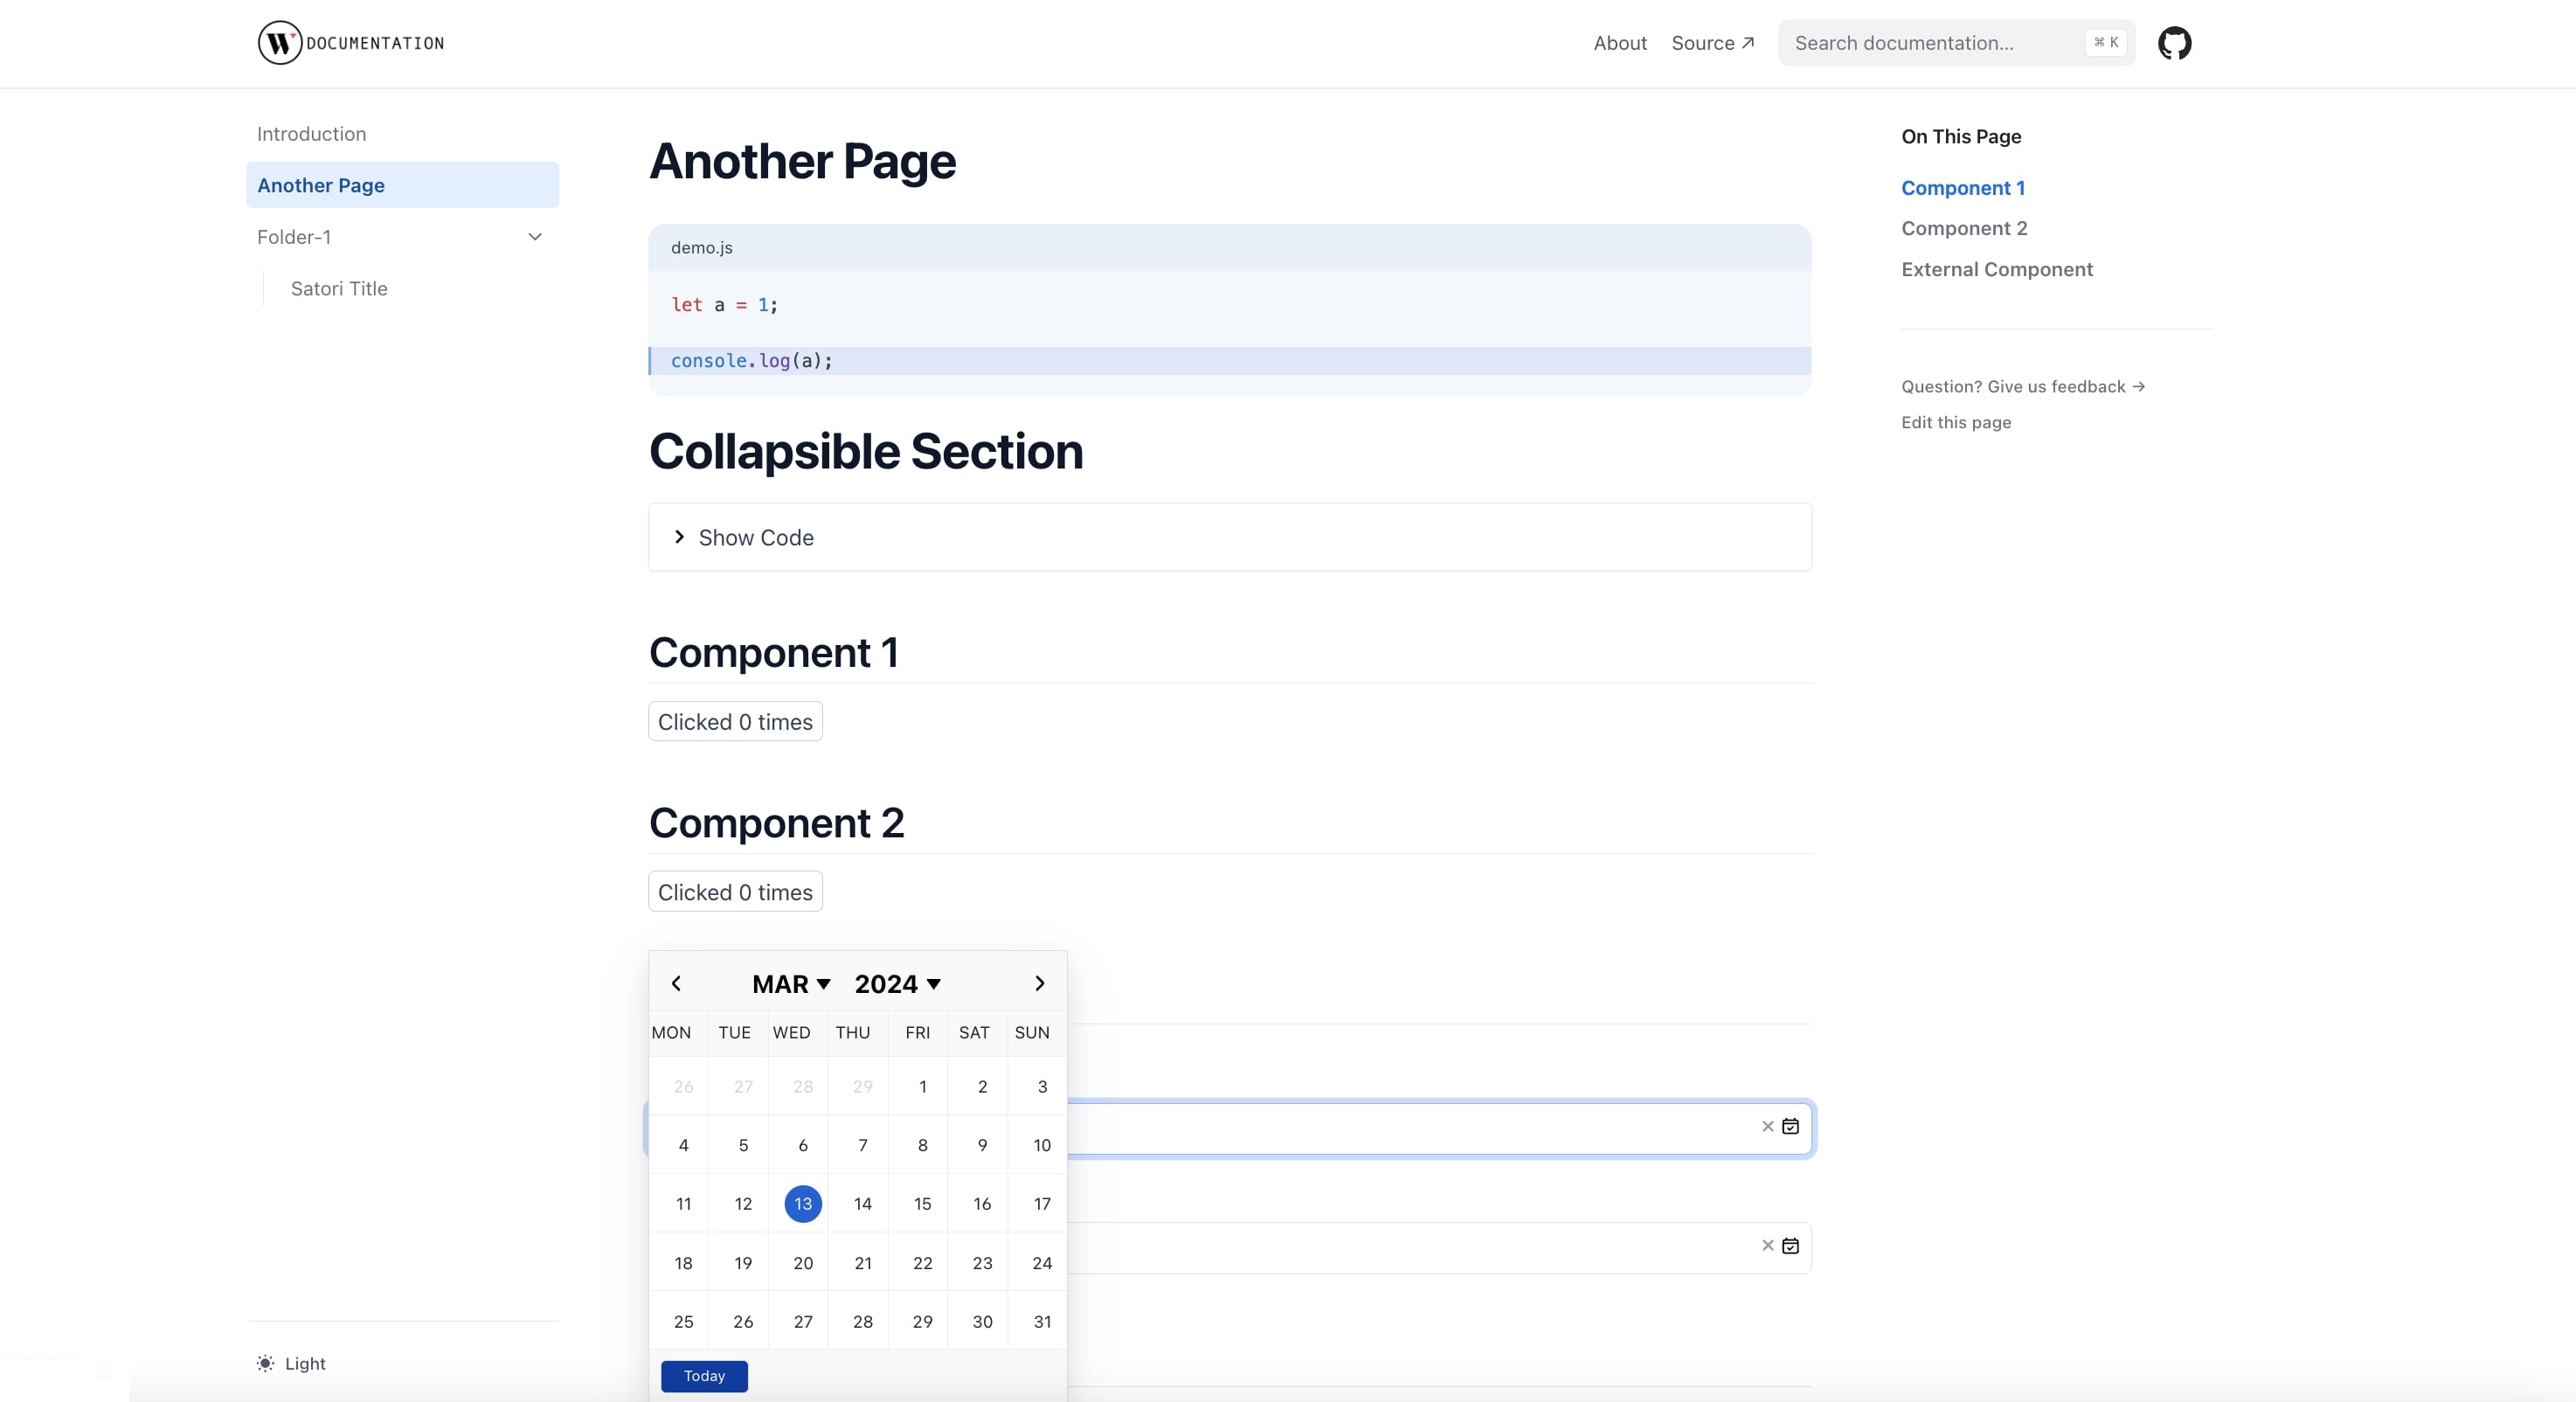 W DOCUMENTATION
About Source ↗ Search documentation... ⌘ K
Introduction
Another Page
Folder-1
Satori Title
Another Page
demo.js
let a = 1;
console.log(a);
Collapsible Section
Show Code
Component 1
Clicked 0 times
Component 2
Clicked 0 times
MAR ▼ 2024 ▼
MON TUE WED THU FRI SAT SUN
26 27 28 29 1 2 3
4 5 6 7 8 9 10
11 12 13 14 15 16 17
18 19 20 21 22 23 24
25 26 27 28 29 30 31
Today
On This Page
Component 1
Component 2
External Component
Question? Give us feedback →
Edit this page
Light